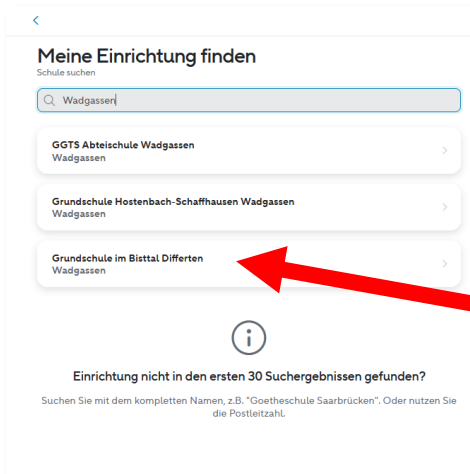 Meine Einrichtung finden
Schule suchen
Wadgassen
GGTS Abteischule Wadgassen
Wadgassen
Grundschule Hostenbach-Schaffhausen Wadgassen
Wadgassen
Grundschule im Bisttal Differten
Wadgassen
Einrichtung nicht in den ersten 30 Suchergebnissen gefunden?
Suchen Sie mit dem kompletten Namen, z.B. "Goetheschule Saarbrücken". Oder nutzen Sie
die Postleitzahl.